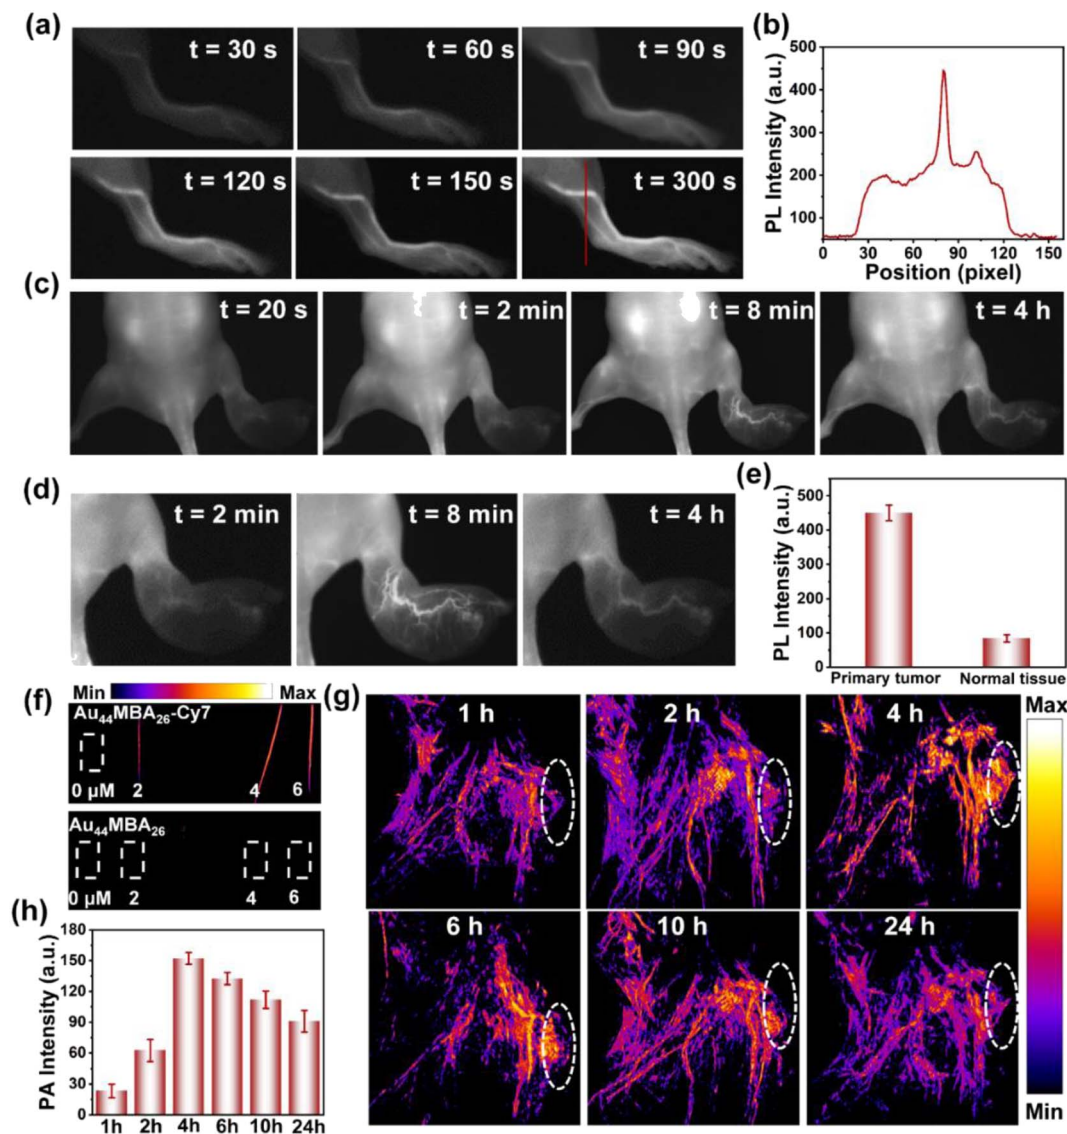 (a)
t = 30 s
t = 60 s
t = 90 s
t = 120 s
t = 150 s
t = 300 s
(b)
PL Intensity (a.u.)
500
400
300
200
100
0
30
60
90
120
150
Position (pixel)
(c)
t = 20 s
t = 2 min
t = 8 min
t = 4 h
(d)
t = 2 min
t = 8 min
t = 4 h
(e)
PL Intensity (a.u.)
500
400
300
200
100
0
Primary tumor
Normal tissue
(f)
Min
Max
Au₄₄MBA₂₆-Cy7
0 μM
2
4
6
Au₄₄MBA₂₆
0 μM
2
4
6
(g)
1 h
2 h
4 h
6 h
10 h
24 h
Max
Min
(h)
PA Intensity (a.u.)
180
150
120
90
60
30
0
1h
2h
4h
6h
10h
24h